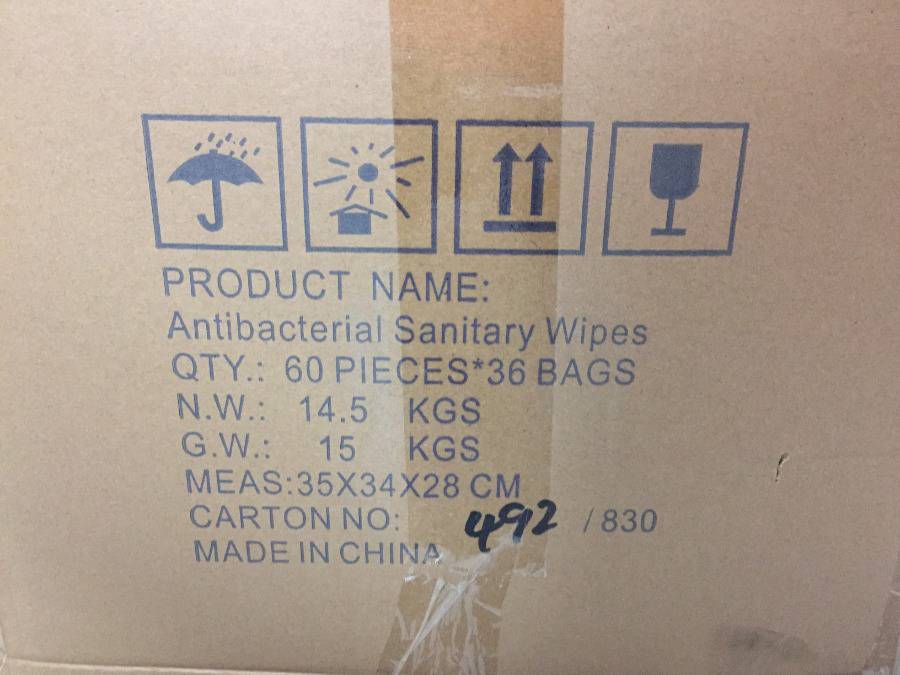 PRODUCT NAME:
Antibacterial Sanitary Wipes
QTY.: 60 PIECES*36 BAGS
N.W.: 14.5 KGS
G.W.: 15 KGS
MEAS:35X34X28 CM
CARTON NO: 492 / 830
MADE IN CHINA